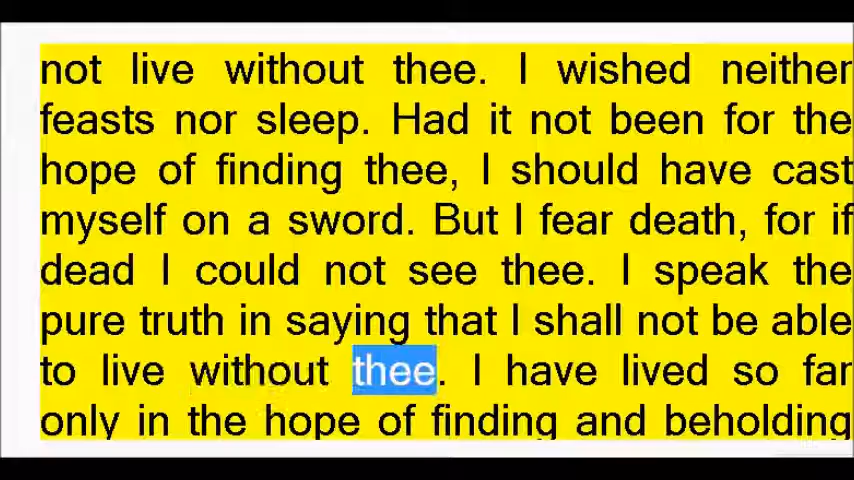 not live without thee. I wished neither
feasts nor sleep. Had it not been for the
hope of finding thee, I should have cast
myself on a sword. But I fear death, for if
dead I could not see thee. I speak the
pure truth in saying that I shall not be able
to live without thee. I have lived so far
only in the hope of finding and beholding